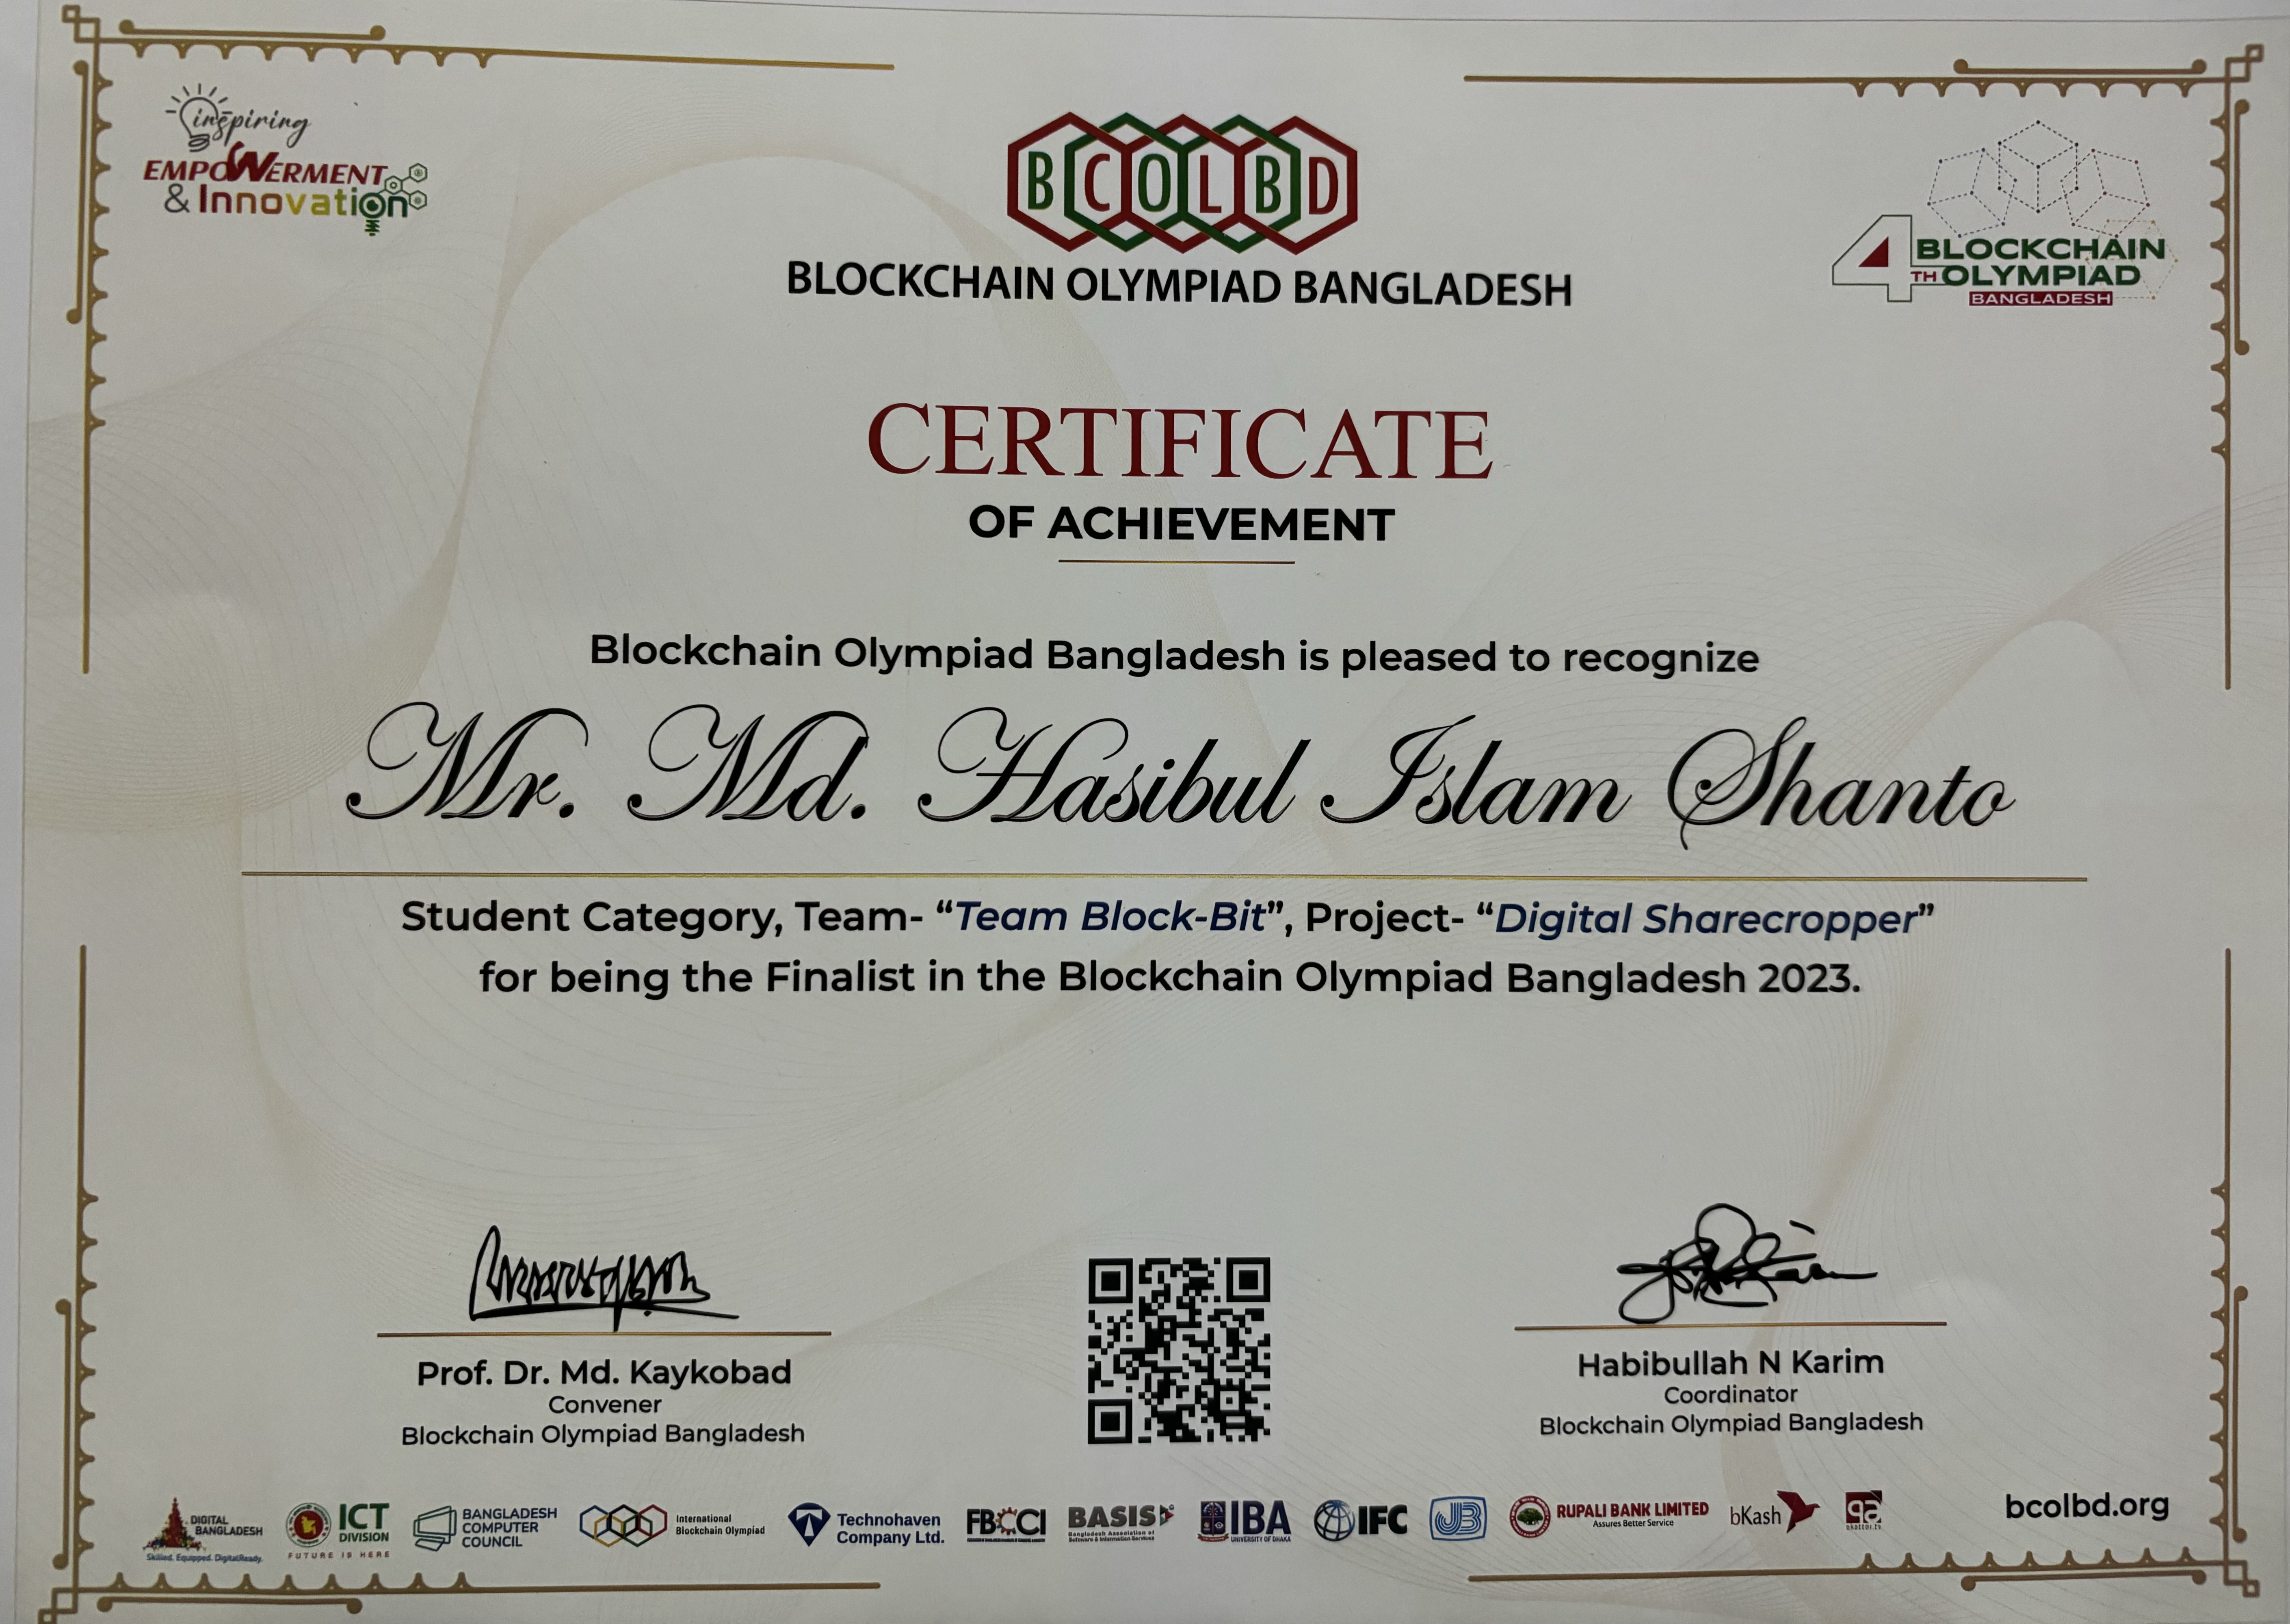 inspiring
EMPOWERMENT
& Innovation
BCOLBD
BLOCKCHAIN OLYMPIAD BANGLADESH
4TH BLOCKCHAIN
OLYMPIAD
BANGLADESH
CERTIFICATE
OF ACHIEVEMENT
Blockchain Olympiad Bangladesh is pleased to recognize
Mr. Md. Hasibul Islam Shanto
Student Category, Team- “Team Block-Bit”, Project- “Digital Sharecropper”
for being the Finalist in the Blockchain Olympiad Bangladesh 2023.
Prof. Dr. Md. Kaykobad
Convener
Blockchain Olympiad Bangladesh
Habibullah N Karim
Coordinator
Blockchain Olympiad Bangladesh
DIGITAL
BANGLADESH
Skilled. Equipped. DigitalReady.
ICT
DIVISION
FUTURE IS HERE
BANGLADESH
COMPUTER
COUNCIL
International
Blockchain Olympiad
Technohaven
Company Ltd.
FBCCI
BASIS
Bangladesh Association of
Software & Information Services
IBA
UNIVERSITY OF DHAKA
IFC
JB
RUPALI BANK LIMITED
Assures Better Service
bKash
ekattor.tv
bcolbd.org